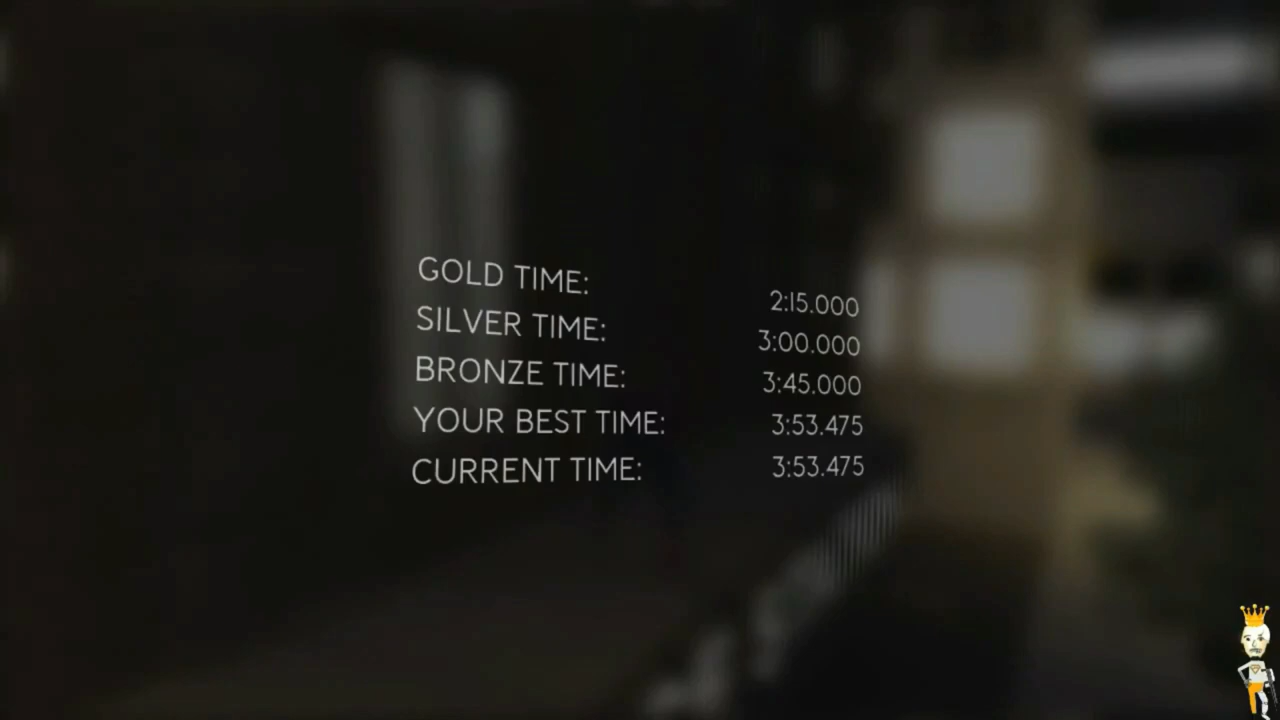 GOLD TIME: 2:15.000
SILVER TIME: 3:00.000
BRONZE TIME: 3:45.000
YOUR BEST TIME: 3:53.475
CURRENT TIME: 3:53.475